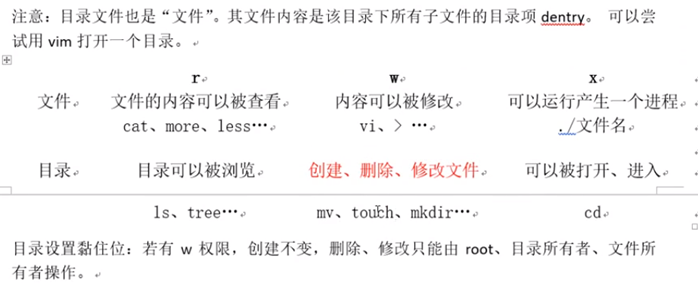 注意：目录文件也是“文件”。其文件内容是该目录下所有子文件的目录项 dentry。 可以尝
试用 vim 打开一个目录。
r w x
文件 文件的内容可以被查看 内容可以被修改 可以运行产生一个进程
cat、more、less… vi、> … ./文件名
目录 目录可以被浏览 创建、删除、修改文件 可以被打开、进入
ls、tree… mv、touch、mkdir… cd
目录设置黏住位：若有 w 权限，创建不变，删除、修改只能由 root、目录所有者、文件所
有者操作。